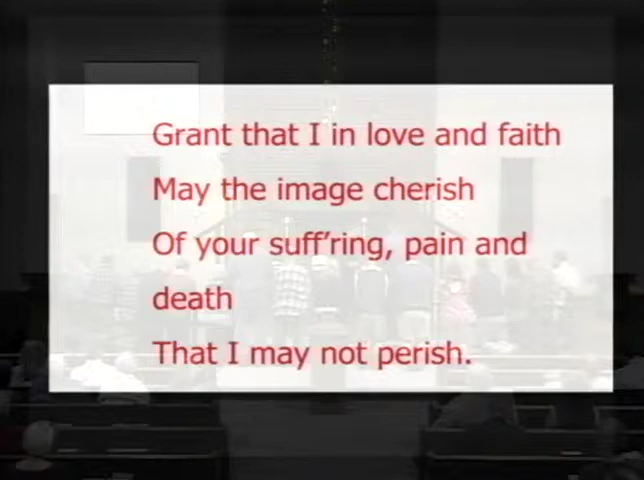 Grant that I in love and faith
May the image cherish
Of your suff'ring, pain and
death
That I may not perish.